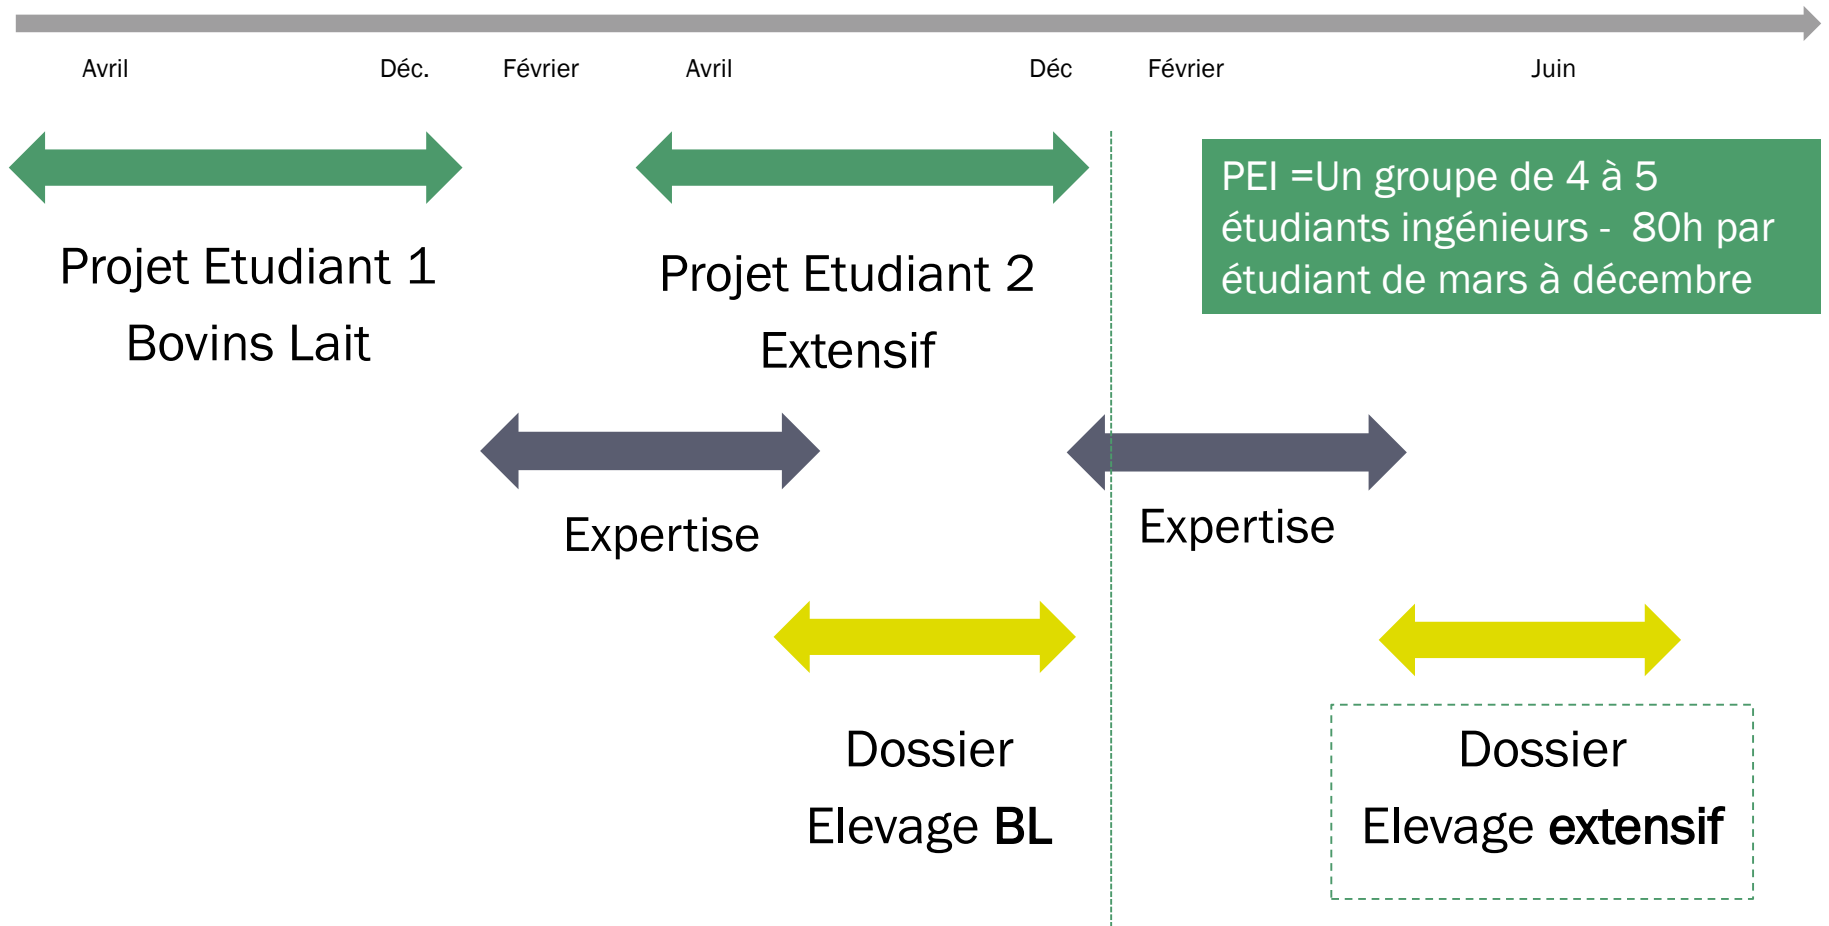 Avril
Déc.
Février
Avril
Déc
Février
Juin
PEI =Un groupe de 4 à 5
étudiants ingénieurs -  80h par
étudiant de mars à décembre
Projet Etudiant 1
Bovins Lait
Projet Etudiant 2
Extensif
Expertise
Expertise
Dossier
Elevage BL
Dossier
Elevage extensif